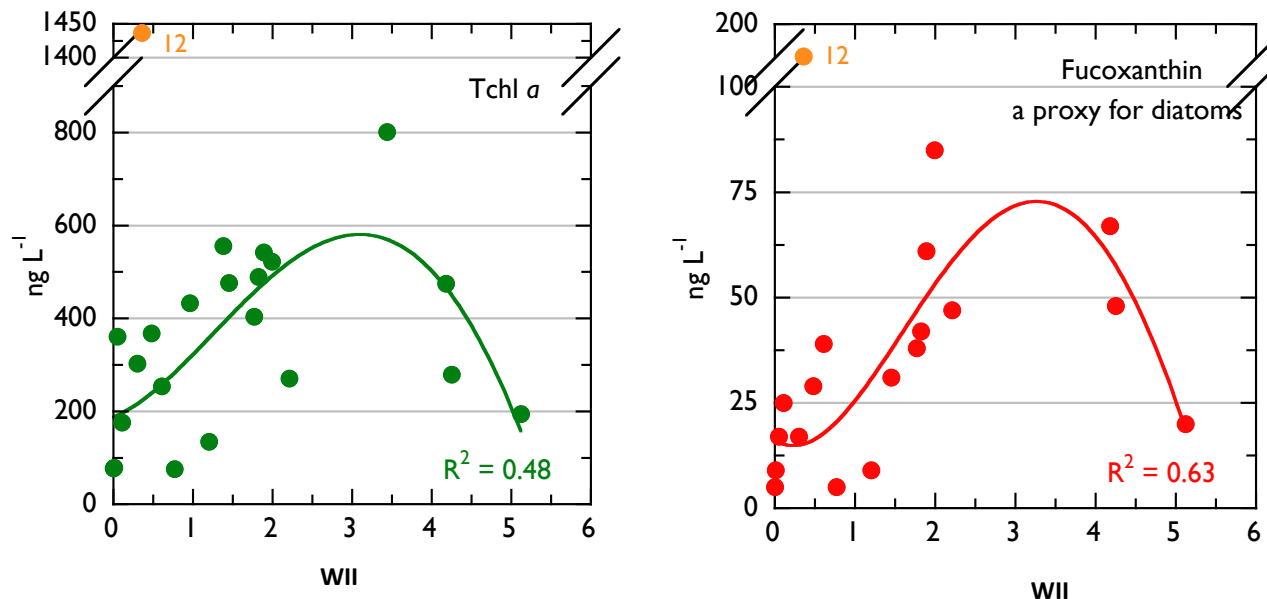 1450
12
1400
Tchl a
800
600
400
200
0
ng L-1
R2 = 0.48
0 1 2 3 4 5 6
WII
200
12
Fucoxanthin
100
a proxy for diatoms
75
50
25
0
ng L-1
R2 = 0.63
0 1 2 3 4 5 6
WII